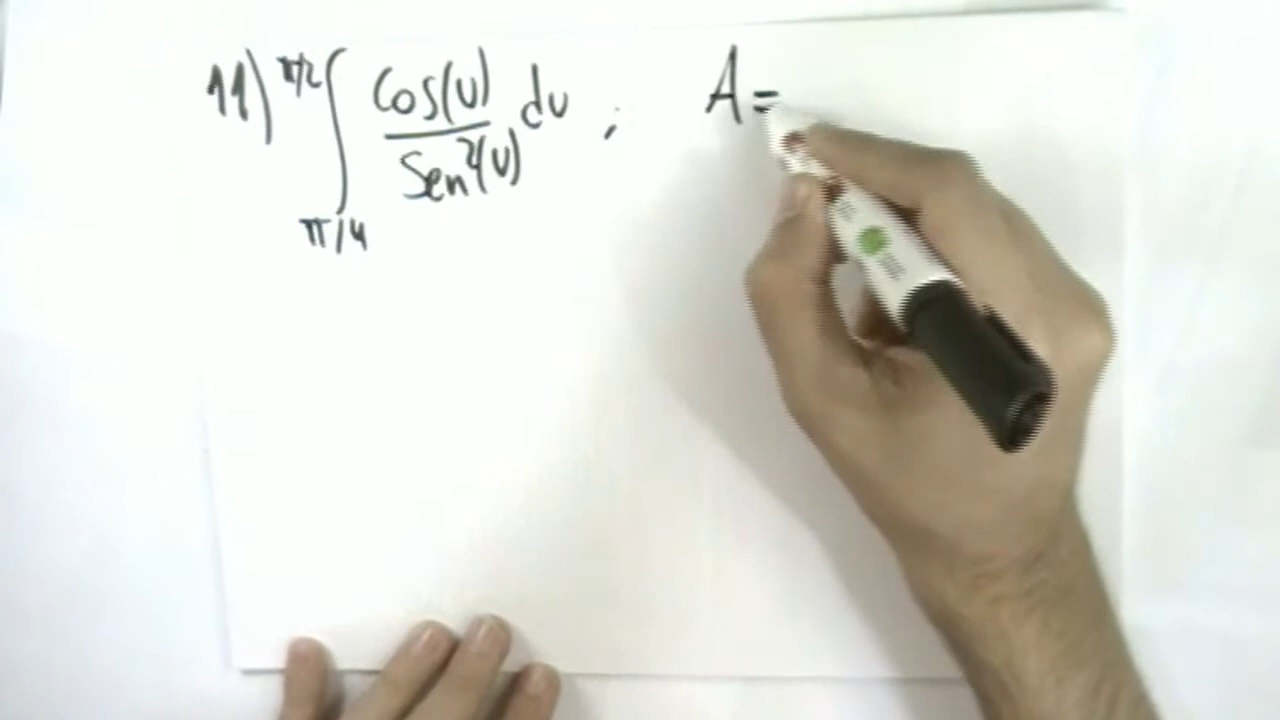 11) π/2 ∫ π/4 Cos(u) / Sen²(u) du ; A =